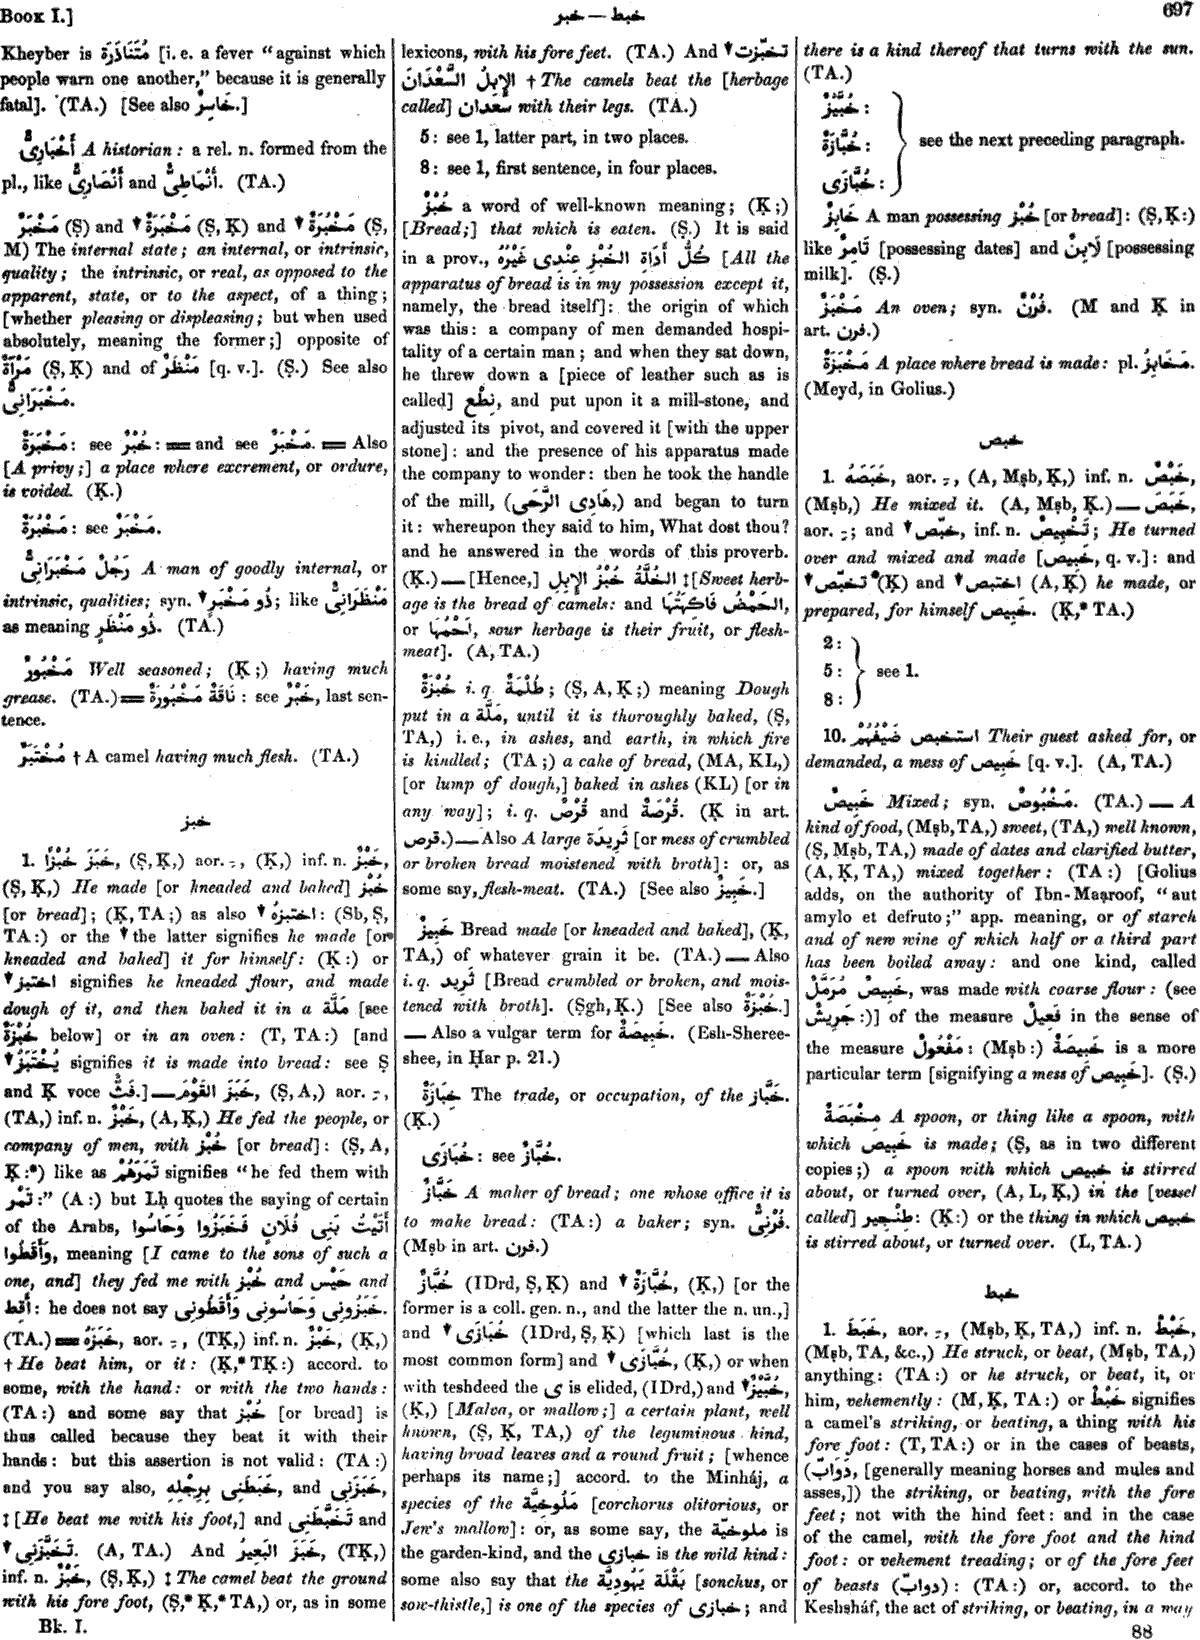 Book I.]
خبط — خبر
697
Kheyber is مُتَنَاذَرَةٌ [i. e. a fever “against which
people warn one another,” because it is generally
fatal]. (TA.) [See also خَاسِرٌ.]
أَخْبَارِىٌّ A historian: a rel. n. formed from the
pl., like أَنْصَارِىٌّ and أَنْمَاطِىٌّ. (TA.)
مَخْبَرٌ (Ṣ) and ▼ مَخْبَرَةٌ (Ṣ, Ḳ) and ▼ مَخْبُرَةٌ (Ṣ,
M) The internal state; an internal, or intrinsic,
quality; the intrinsic, or real, as opposed to the
apparent, state, or to the aspect, of a thing;
[whether pleasing or displeasing; but when used
absolutely, meaning the former;] opposite of
مَرْآةٌ (Ṣ, Ḳ) and of مَنْظَرٌ [q. v.]. (Ṣ.) See also
مَخْبَرَانِىٌّ.
مَخْبَرَةٌ: see خُبْرٌ: == and see مَخْبَرٌ. == Also
[A privy;] a place where excrement, or ordure,
is voided. (Ḳ.)
مَخْبُرَةٌ: see مَخْبَرٌ.
رَجُلٌ مَخْبَرَانِىٌّ A man of goodly internal, or
intrinsic, qualities; syn. ▼ ذُو مَخْبَرٍ; like مَنْظَرَانِىٌّ
as meaning ذُو مَنْظَرٍ. (TA.)
مَخْبُورٌ Well seasoned; (Ḳ;) having much
grease. (TA.) == نَاقَةٌ مَخْبُورَةٌ: see خَبْرٌ, last sen-
tence.
مُخْتَبَرٌ † A camel having much flesh. (TA.)
خبز
1. خَبَزَ خُبْزًا, (Ṣ, Ḳ,) aor. ـِ, (Ḳ,) inf. n. خَبْزٌ,
(Ṣ, Ḳ,) He made [or kneaded and baked] خُبْز
[or bread]; (Ḳ, TA;) as also ▼ اختبزهُ: (Sb, Ṣ,
TA:) or the ▼ the latter signifies he made [or
kneaded and baked] it for himself: (Ḳ:) or
▼ اختبز signifies he kneaded flour, and made
dough of it, and then baked it in a مَلَّة [see
خُبْزَةٌ below] or in an oven: (T, TA:) [and
▼ يُخْتَبَزُ signifies it is made into bread: see Ṣ
and Ḳ voce فَثٌّ.] — خَبَزَ القَوْمَ, (Ṣ, A,) aor. ـِ,
(TA,) inf. n. خَبْزٌ, (A, Ḳ,) He fed the people, or
company of men, with خُبْز [or bread]: (Ṣ, A,
Ḳ:*) like as تَمَرَهُمْ signifies “he fed them with
تَمْر:” (A:) but Lḥ quotes the saying of certain
of the Arabs, أَتَيْتُ بَنِى فُلَانٍ فَخَبَزُوا وَحَاسُوا
وَأَقَطُوا, meaning [I came to the sons of such a
one, and] they fed me with خُبْز and حَيْس and
أَقِط: he does not say خَبَزُونِى وَحَاسُونِى وَأَقَطُونِى.
(TA.) == خَبَزَهُ, aor. ـِ, (TḲ,) inf. n. خَبْزٌ, (Ḳ,)
† He beat him, or it: (Ḳ,* TḲ:) accord. to
some, with the hand: or with the two hands:
(TA:) and some say that خُبْز [or bread] is
thus called because they beat it with their
hands: but this assertion is not valid: (TA:)
and you say also, خَبَطَنِى بِرِجْلِهِ, and خَبَزَنِى,
‡ [He beat me with his foot,] and تَخَبَّطَنِى and
▼ تَخَبَّزَنِى. (A, TA.) And خَبَزَ البَعِيرُ, (TḲ,)
inf. n. خَبْزٌ, (Ṣ, Ḳ,) ‡ The camel beat the ground
with his fore foot, (Ṣ,* Ḳ,* TA,) or, as in some
Bk. I.
lexicons, with his fore feet. (TA.) And ▼ تخبّزت
الإِبِلُ السَّعْدَانَ † The camels beat the [herbage
called] سعدان with their legs. (TA.)
5: see 1, latter part, in two places.
8: see 1, first sentence, in four places.
خُبْزٌ a word of well-known meaning; (Ḳ;)
[Bread;] that which is eaten. (Ṣ.) It is said
in a prov., كُلُّ أَدَاةِ الخُبْزِ عِنْدِى غَيْرُهُ [All the
apparatus of bread is in my possession except it,
namely, the bread itself]: the origin of which
was this: a company of men demanded hospi-
tality of a certain man; and when they sat down,
he threw down a [piece of leather such as is
called] نِطْع, and put upon it a mill-stone, and
adjusted its pivot, and covered it [with the upper
stone]: and the presence of his apparatus made
the company to wonder: then he took the handle
of the mill, (هَادِى الرَّحَى,) and began to turn
it: whereupon they said to him, What dost thou?
and he answered in the words of this proverb.
(Ḳ.) — [Hence,] الخُلَّةُ خُبْزُ الإِبِلِ ‡ [Sweet herb-
age is the bread of camels: and الحَمْضُ فَاكِهَتُهَا,
or لَحْمُهَا, sour herbage is their fruit, or flesh-
meat]. (A, TA.)
خُبْزَةٌ i. q. طُلْمَةٌ; (Ṣ, A, Ḳ;) meaning Dough
put in a مَلَّة, until it is thoroughly baked, (Ṣ,
TA,) i. e., in ashes, and earth, in which fire
is kindled; (TA;) a cake of bread, (MA, KL,)
[or lump of dough,] baked in ashes (KL) [or in
any way]; i. q. قُرْصٌ and قُرْصَةٌ. (Ḳ in art.
قرص.) — Also A large ثَرِيدَة [or mess of crumbled
or broken bread moistened with broth]: or, as
some say, flesh-meat. (TA.) [See also خَبِيزٌ.]
خَبِيزٌ Bread made [or kneaded and baked], (Ḳ,
TA,) of whatever grain it be. (TA.) — Also
i. q. ثريد [Bread crumbled or broken, and mois-
tened with broth]. (Ṣgh, Ḳ.) [See also خُبْزَةٌ.]
— Also a vulgar term for خَبِيصَةٌ. (Esh-Sheree-
shee, in Ḥar p. 21.)
خِبَازَةٌ The trade, or occupation, of the خَبَّاز.
(Ḳ.)
خُبَازَى: see خُبَّازٌ.
خَبَّازٌ A maker of bread; one whose office it is
to make bread: (TA:) a baker; syn. فُرْنِىٌّ.
(Mṣb in art. فرن.)
خُبَّازٌ (IDrd, Ṣ, Ḳ) and ▼ خُبَّازَةٌ, (Ḳ,) [or the
former is a coll. gen. n., and the latter the n. un.,]
and ▼ خُبَازَى (IDrd, Ṣ, Ḳ) [which last is the
most common form] and ▼ خُبَّازَى, (Ḳ,) or when
with teshdeed the ى is elided, (IDrd,) and ▼ خُبَّيْزٌ,
(Ḳ,) [Malva, or mallow;] a certain plant, well
known, (Ṣ, Ḳ, TA,) of the leguminous kind,
having broad leaves and a round fruit; [whence
perhaps its name;] accord. to the Minháj, a
species of the مَلُوخِيَّة [corchorus olitorious, or
Jew's mallow]: or, as some say, the ملوخيّة is
the garden-kind, and the خبازى is the wild kind:
some also say that the بَقْلَة يَهُودِيَّة [sonchus, or
sow-thistle,] is one of the species of خبازى; and
there is a kind thereof that turns with the sun.
(TA.)
خُبَّيْزٌ:
خُبَّازَةٌ: see the next preceding paragraph.
خُبَّازَى:
خَابِزٌ A man possessing خُبْز [or bread]: (Ṣ, Ḳ:)
like تَامِرٌ [possessing dates] and لَابِنٌ [possessing
milk]. (Ṣ.)
مَخْبَزٌ An oven; syn. فُرْنٌ. (M and Ḳ in
art. فرن.)
مَخْبَزَةٌ A place where bread is made: pl. مَخَابِزُ.
(Meyd, in Golius.)
خبص
1. خَبَصَهُ, aor. ـِ, (A, Mṣb, Ḳ,) inf. n. خَبْصٌ,
(Mṣb,) He mixed it. (A, Mṣb, Ḳ.) — خَبَصَ,
aor. ـِ; and ▼ خبّص, inf. n. تَخْبِيصٌ; He turned
over and mixed and made [خَبِيص, q. v.]: and
▼ تخبّص* (Ḳ) and ▼ اختبص (A, Ḳ) he made, or
prepared, for himself خَبِيص. (Ḳ,* TA.)
2:
5: see 1.
8:
10. استخبص ضَيْفُهُمْ Their guest asked for, or
demanded, a mess of خَبِيص [q. v.]. (A, TA.)
خَبِيصٌ Mixed; syn. مَخْبُوصٌ. (TA.) — A
kind of food, (Mṣb, TA,) sweet, (TA,) well known,
(Ṣ, Mṣb, TA,) made of dates and clarified butter,
(A, Ḳ, TA,) mixed together: (TA:) [Golius
adds, on the authority of Ibn-Maạroof, “aut
amylo et defruto;” app. meaning, or of starch
and of new wine of which half or a third part
has been boiled away: and one kind, called
خَبِيصٌ مُرَمَّلٌ, was made with coarse flour: (see
جَرِيشٌ:)] of the measure فَعِيلٌ in the sense of
the measure مَفْعُولٌ: (Mṣb:) خَبِيصَةٌ is a more
particular term [signifying a mess of خَبِيص]. (Ṣ.)
مِخْبَصَةٌ A spoon, or thing like a spoon, with
which خَبِيص is made; (Ṣ, as in two different
copies;) a spoon with which خبيص is stirred
about, or turned over, (A, L, Ḳ,) in the [vessel
called] طِنْجِير: (Ḳ:) or the thing in which خبيص
is stirred about, or turned over. (L, TA.)
خبط
1. خَبَطَ, aor. ـِ, (Mṣb, Ḳ, TA,) inf. n. خَبْطٌ,
(Mṣb, TA, &c.,) He struck, or beat, (Mṣb, TA,)
anything: (TA:) or he struck, or beat, it, or
him, vehemently: (M, Ḳ, TA:) or خَبْطٌ signifies
a camel's striking, or beating, a thing with his
fore foot: (T, TA:) or in the cases of beasts,
(دَوَابّ, [generally meaning horses and mules and
asses,]) the striking, or beating, with the fore
feet; not with the hind feet: and in the case
of the camel, with the fore foot and the hind
foot: or vehement treading; or of the fore feet
of beasts (دوابّ): (TA:) or, accord. to the
Keshsháf, the act of striking, or beating, in a way
88